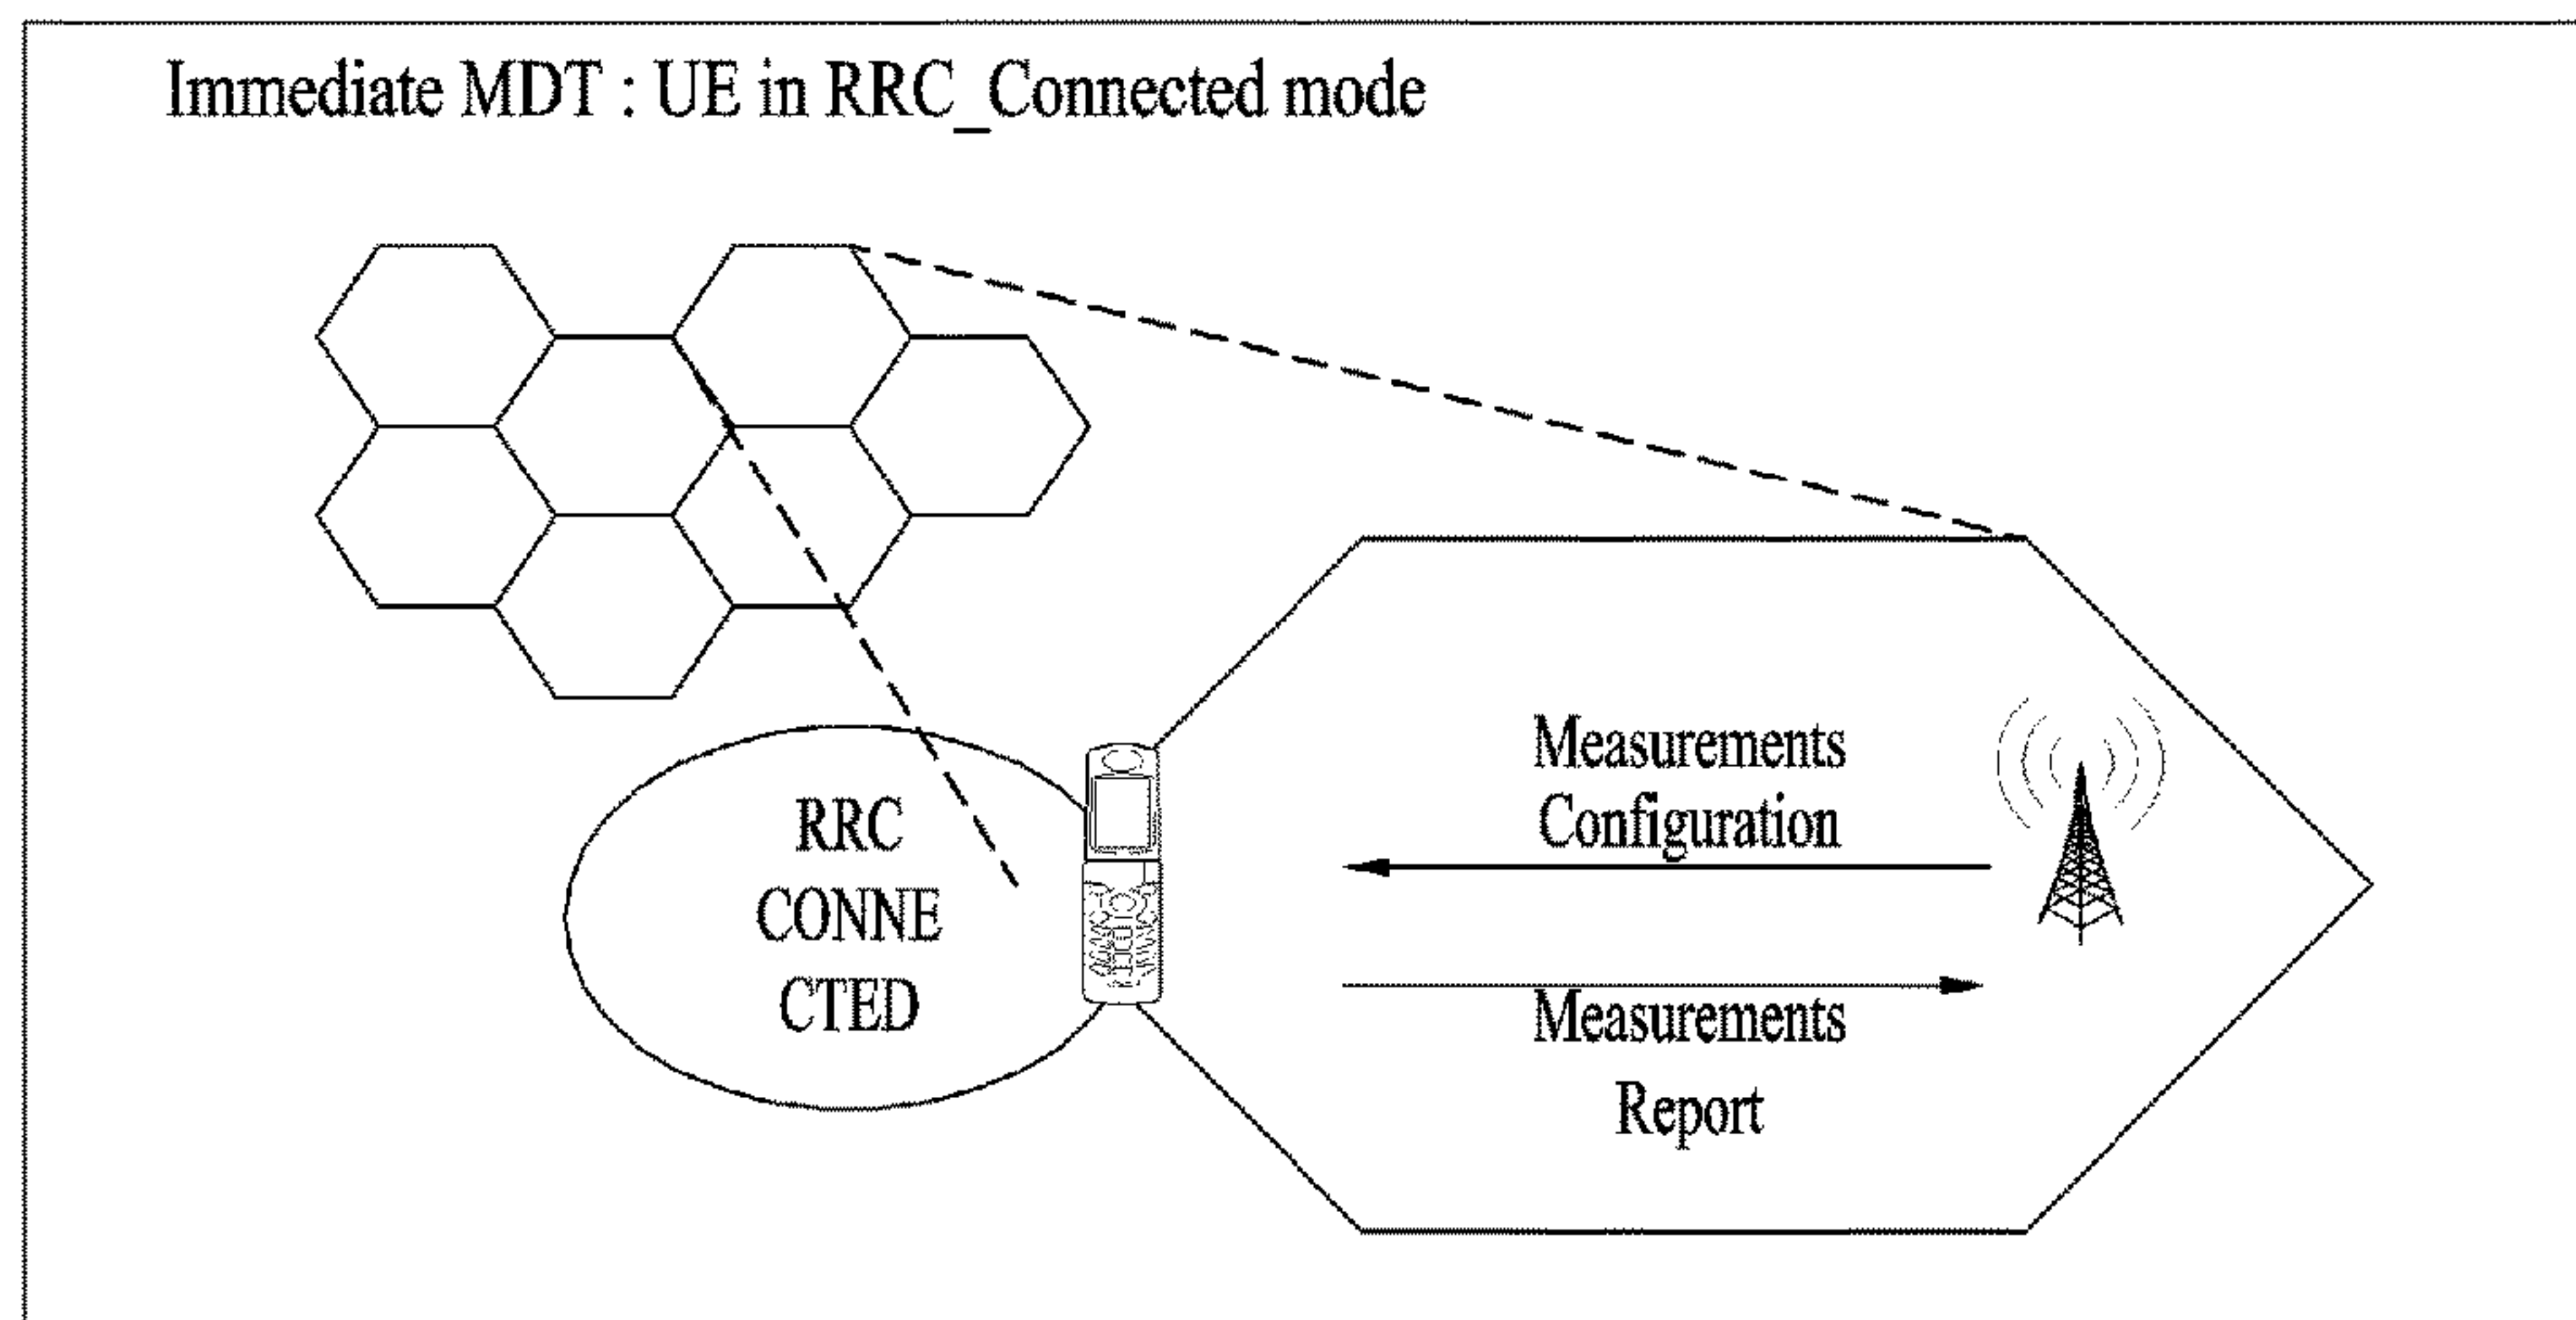 Immediate MDT : UE in RRC_Connected mode
RRC
CONNE
CTED
Measurements
Configuration
Measurements
Report